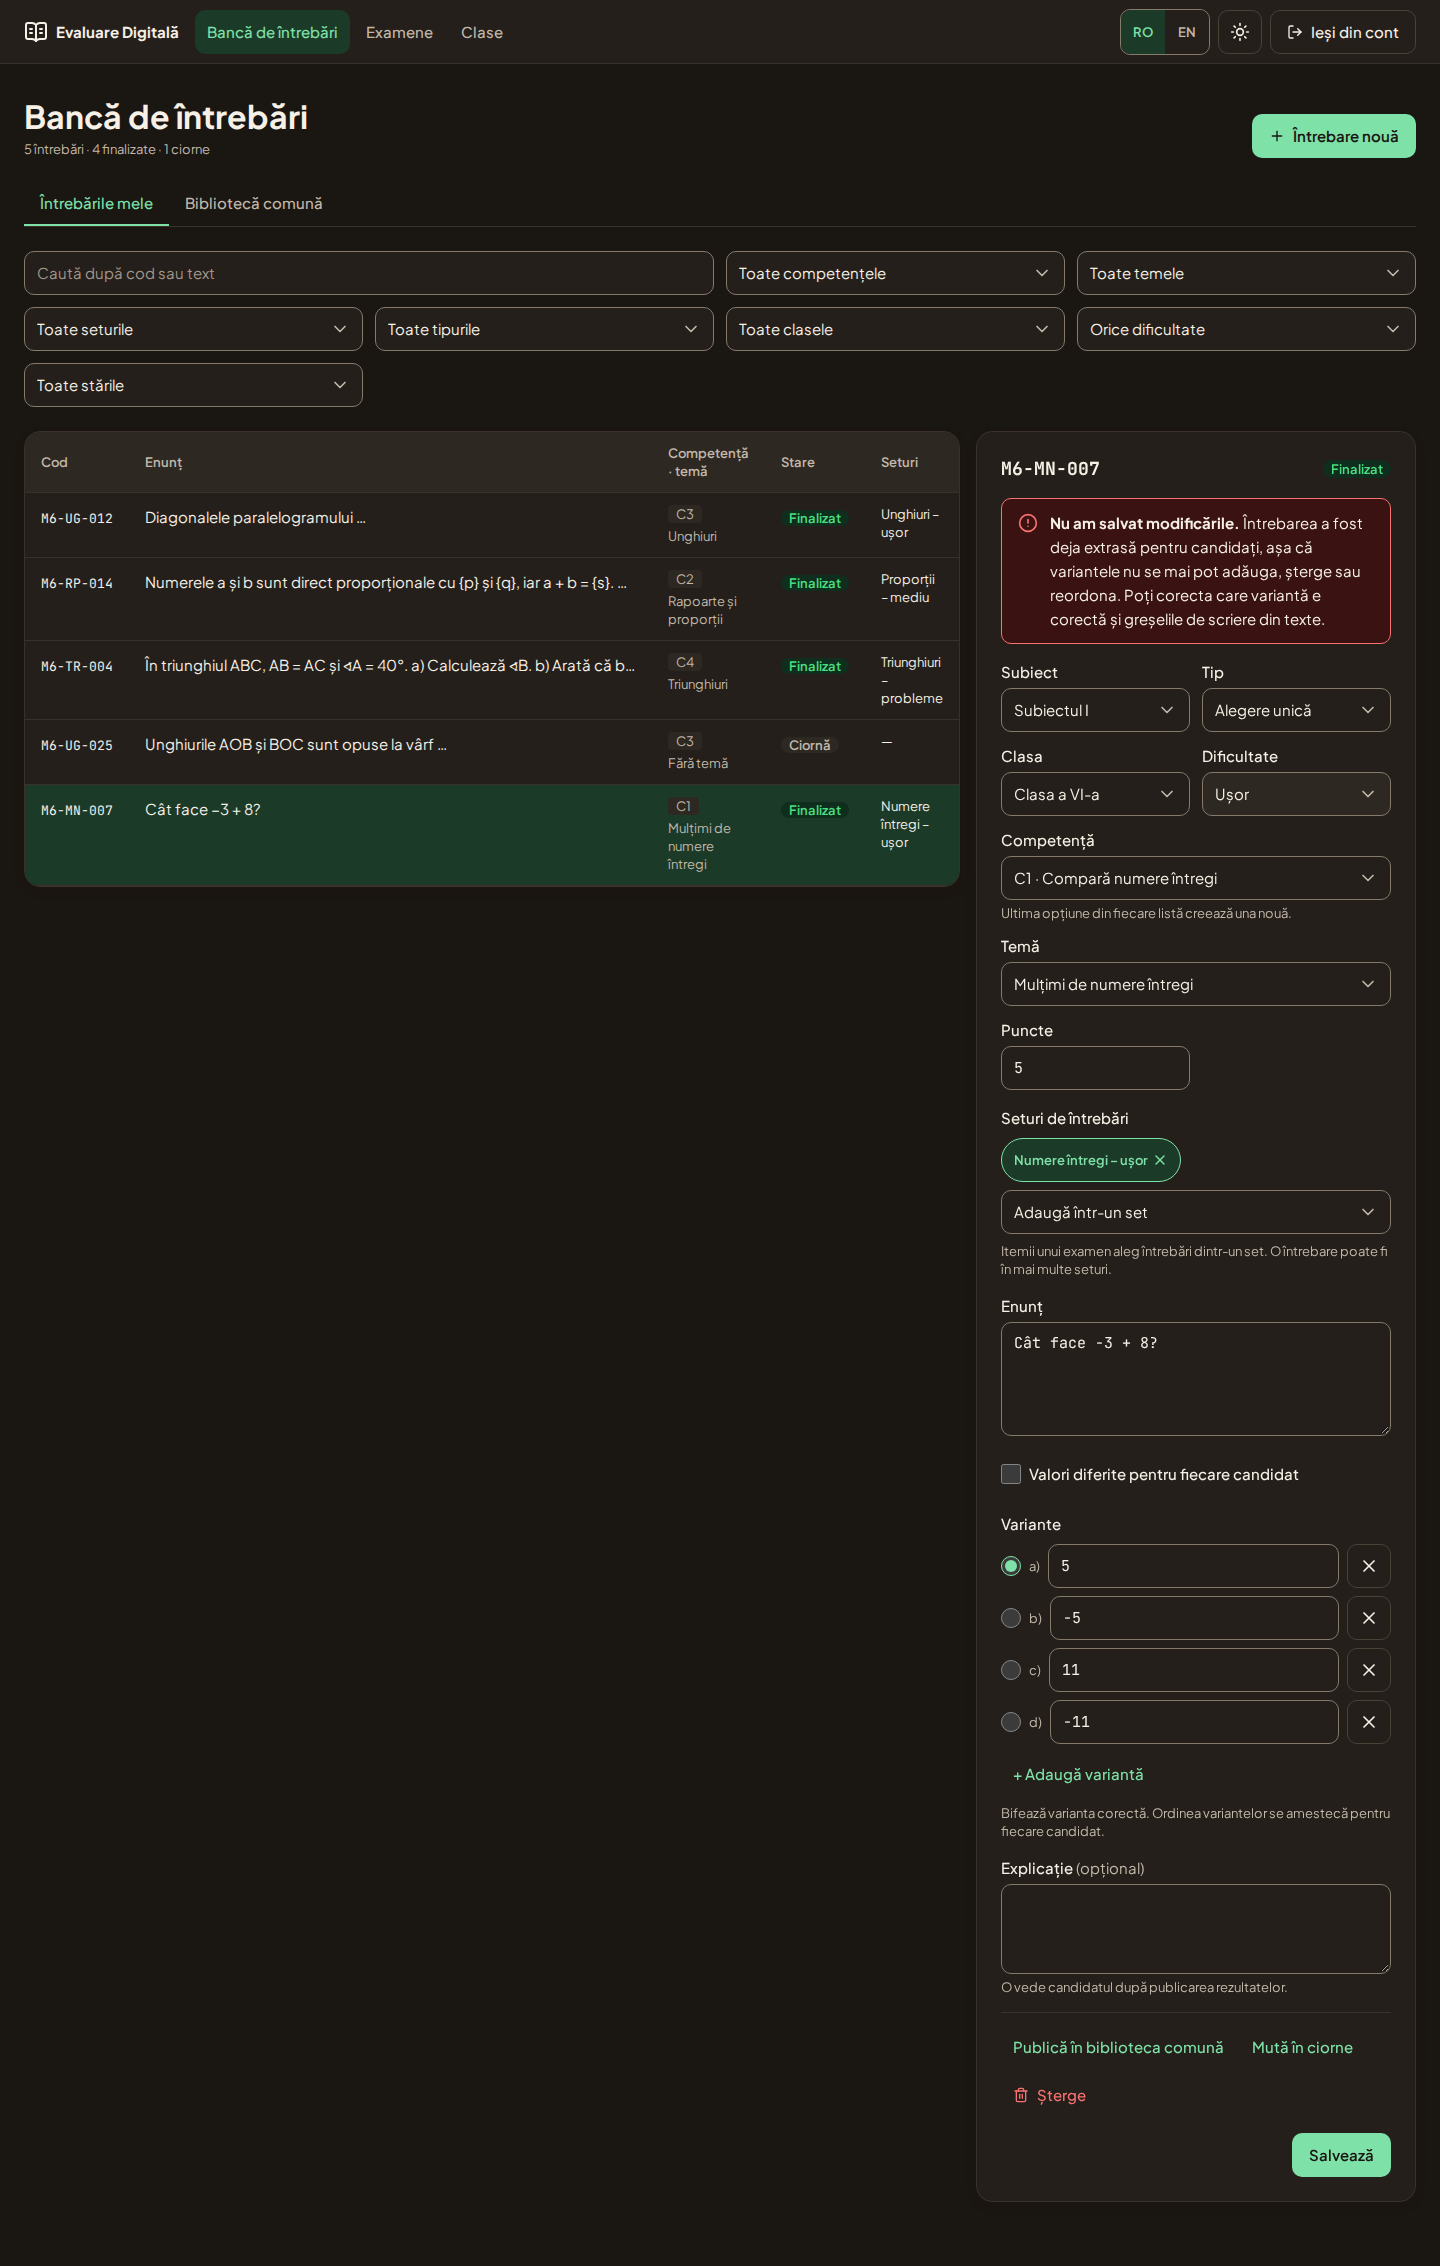 Evaluare Digitală
Bancă de întrebări
Examene
Clase
RO
EN
Ieși din cont
Bancă de întrebări
5 întrebări · 4 finalizate · 1 ciorne
+ Întrebare nouă
Întrebările mele
Bibliotecă comună
Caută după cod sau text
Toate competențele
Toate temele
Toate seturile
Toate tipurile
Toate clasele
Orice dificultate
Toate stările
Cod
Enunț
Competență
· temă
Stare
Seturi
M6-UG-012
Diagonalele paralelogramului ...
C3
Unghiuri
Finalizat
Unghiuri –
ușor
M6-RP-014
Numerele a și b sunt direct proporționale cu {p} și {q}, iar a + b = {s}. ...
C2
Rapoarte și
proporții
Finalizat
Proporții
– mediu
M6-TR-004
În triunghiul ABC, AB = AC și ∢A = 40°. a) Calculează ∢B. b) Arată că b...
C4
Triunghiuri
Finalizat
Triunghiuri
–
probleme
M6-UG-025
Unghiurile AOB și BOC sunt opuse la vârf ...
C3
Fără temă
Ciornă
—
M6-MN-007
Cât face −3 + 8?
C1
Mulțimi de
numere
întregi
Finalizat
Numere
întregi –
ușor
M6-MN-007
Finalizat
Nu am salvat modificările. Întrebarea a fost
deja extrasă pentru candidați, așa că
variantele nu se mai pot adăuga, șterge sau
reordona. Poți corecta care variantă e
corectă și greșelile de scriere din texte.
Subiect
Tip
Subiectul I
Alegere unică
Clasa
Dificultate
Clasa a VI-a
Ușor
Competență
C1 · Compară numere întregi
Ultima opțiune din fiecare listă creează una nouă.
Temă
Mulțimi de numere întregi
Puncte
5
Seturi de întrebări
Numere întregi – ușor
Adaugă într-un set
Itemii unui examen aleg întrebări dintr-un set. O întrebare poate fi
în mai multe seturi.
Enunț
Cât face -3 + 8?
Valori diferite pentru fiecare candidat
Variante
a) 5
b) -5
c) 11
d) -11
+ Adaugă variantă
Bifează varianta corectă. Ordinea variantelor se amestecă pentru
fiecare candidat.
Explicație (opțional)
O vede candidatul după publicarea rezultatelor.
Publică în biblioteca comună
Mută în ciorne
Șterge
Salvează